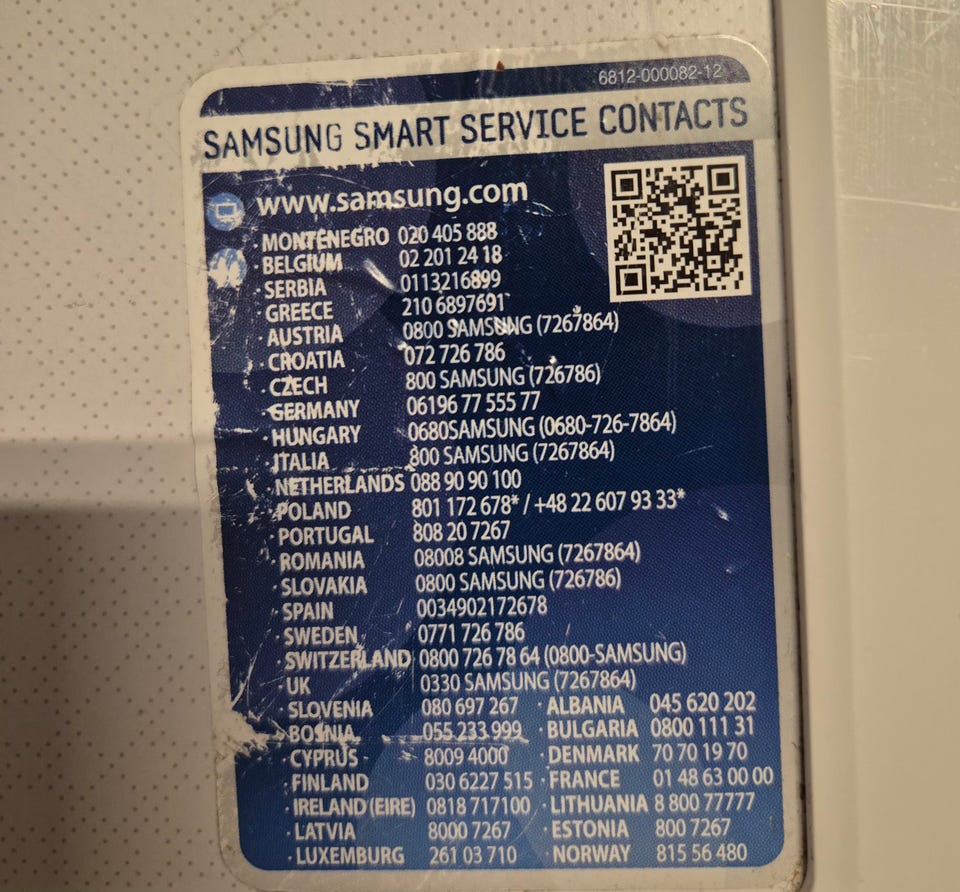 6812-000082-12
SAMSUNG SMART SERVICE CONTACTS
www.samsung.com
· MONTENEGRO 020 405 888
· BELGIUM 02 201 24 18
· SERBIA 0113216899
· GREECE 210 6897691
· AUSTRIA 0800 SAMSUNG (7267864)
· CROATIA 072 726 786
· CZECH 800 SAMSUNG (726786)
· GERMANY 06196 77 555 77
· HUNGARY 0680SAMSUNG (0680-726-7864)
· ITALIA 800 SAMSUNG (7267864)
· NETHERLANDS 088 90 90 100
· POLAND 801 172 678* / +48 22 607 93 33*
· PORTUGAL 808 20 7267
· ROMANIA 08008 SAMSUNG (7267864)
· SLOVAKIA 0800 SAMSUNG (726786)
· SPAIN 0034902172678
· SWEDEN 0771 726 786
· SWITZERLAND 0800 726 78 64 (0800-SAMSUNG)
· UK 0330 SAMSUNG (7267864)
· SLOVENIA 080 697 267 · ALBANIA 045 620 202
· BOSNIA 055 233 999 · BULGARIA 0800 111 31
· CYPRUS 8009 4000 · DENMARK 70 70 19 70
· FINLAND 030 6227 515 · FRANCE 01 48 63 00 00
· IRELAND (EIRE) 0818 717100 · LITHUANIA 8 800 77777
· LATVIA 8000 7267 · ESTONIA 800 7267
· LUXEMBURG 261 03 710 · NORWAY 815 56 480